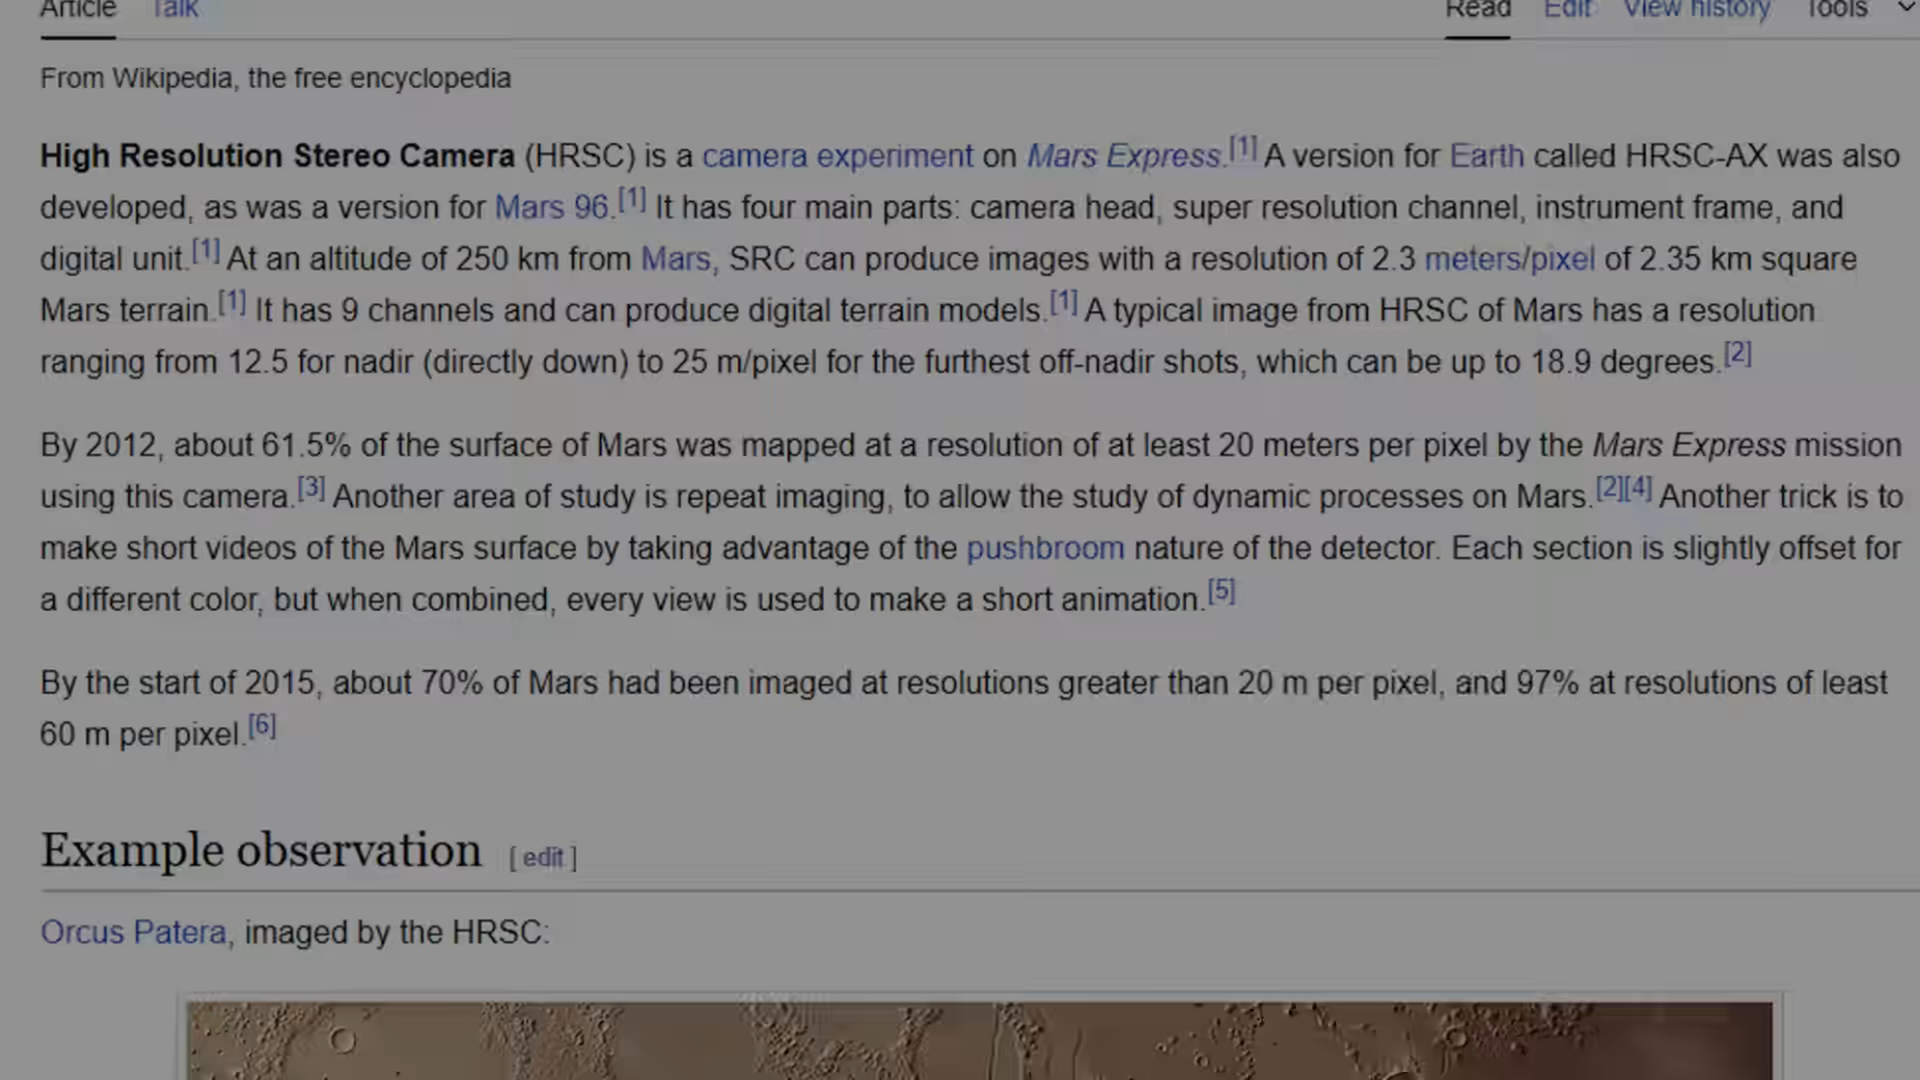 Article Talk Read Edit View history Tools
From Wikipedia, the free encyclopedia
High Resolution Stereo Camera (HRSC) is a camera experiment on Mars Express.[1] A version for Earth called HRSC-AX was also
developed, as was a version for Mars 96.[1] It has four main parts: camera head, super resolution channel, instrument frame, and
digital unit.[1] At an altitude of 250 km from Mars, SRC can produce images with a resolution of 2.3 meters/pixel of 2.35 km square
Mars terrain.[1] It has 9 channels and can produce digital terrain models.[1] A typical image from HRSC of Mars has a resolution
ranging from 12.5 for nadir (directly down) to 25 m/pixel for the furthest off-nadir shots, which can be up to 18.9 degrees.[2]
By 2012, about 61.5% of the surface of Mars was mapped at a resolution of at least 20 meters per pixel by the Mars Express mission
using this camera.[3] Another area of study is repeat imaging, to allow the study of dynamic processes on Mars.[2][4] Another trick is to
make short videos of the Mars surface by taking advantage of the pushbroom nature of the detector. Each section is slightly offset for
a different color, but when combined, every view is used to make a short animation.[5]
By the start of 2015, about 70% of Mars had been imaged at resolutions greater than 20 m per pixel, and 97% at resolutions of least
60 m per pixel.[6]
Example observation [ edit ]
Orcus Patera, imaged by the HRSC: